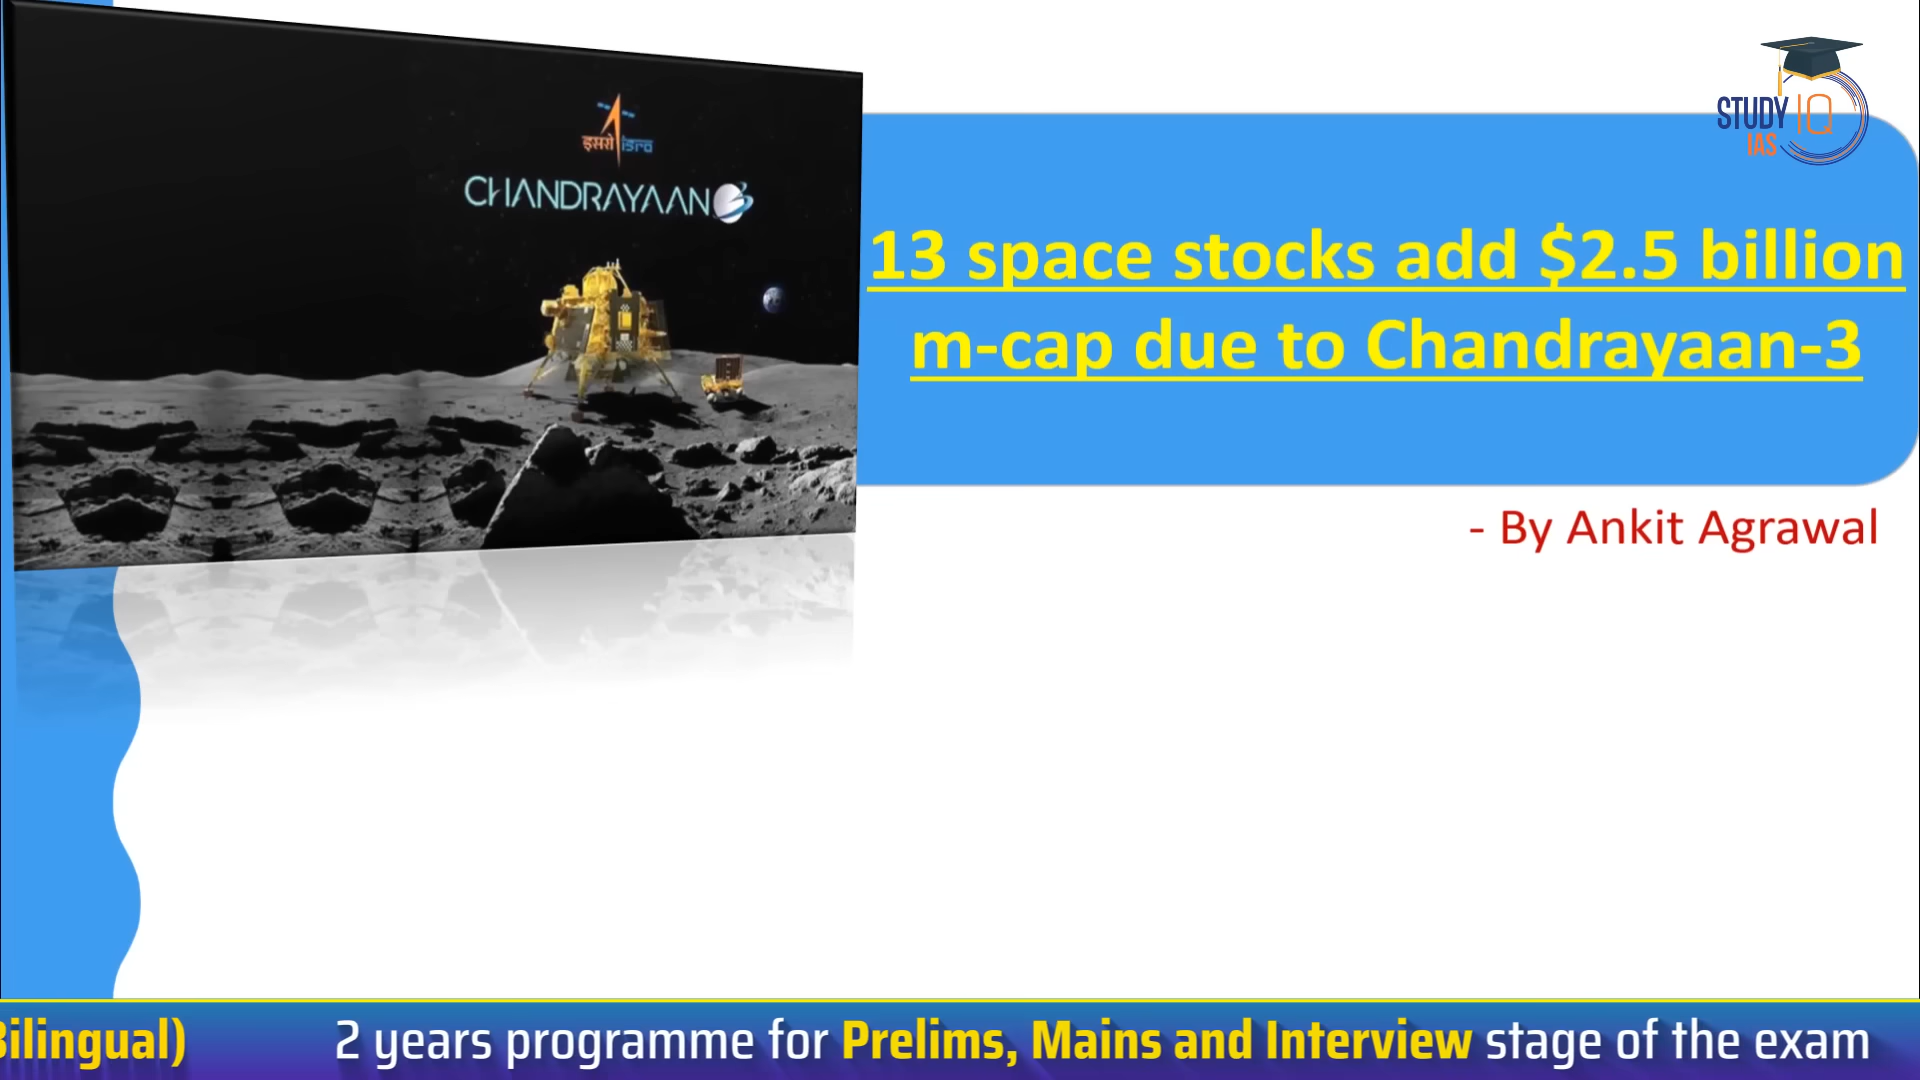 इसरो isro
CHANDRAYAAN 3
STUDY IQ
IAS
13 space stocks add $2.5 billion
m-cap due to Chandrayaan-3
- By Ankit Agrawal
Bilingual) 2 years programme for Prelims, Mains and Interview stage of the exam